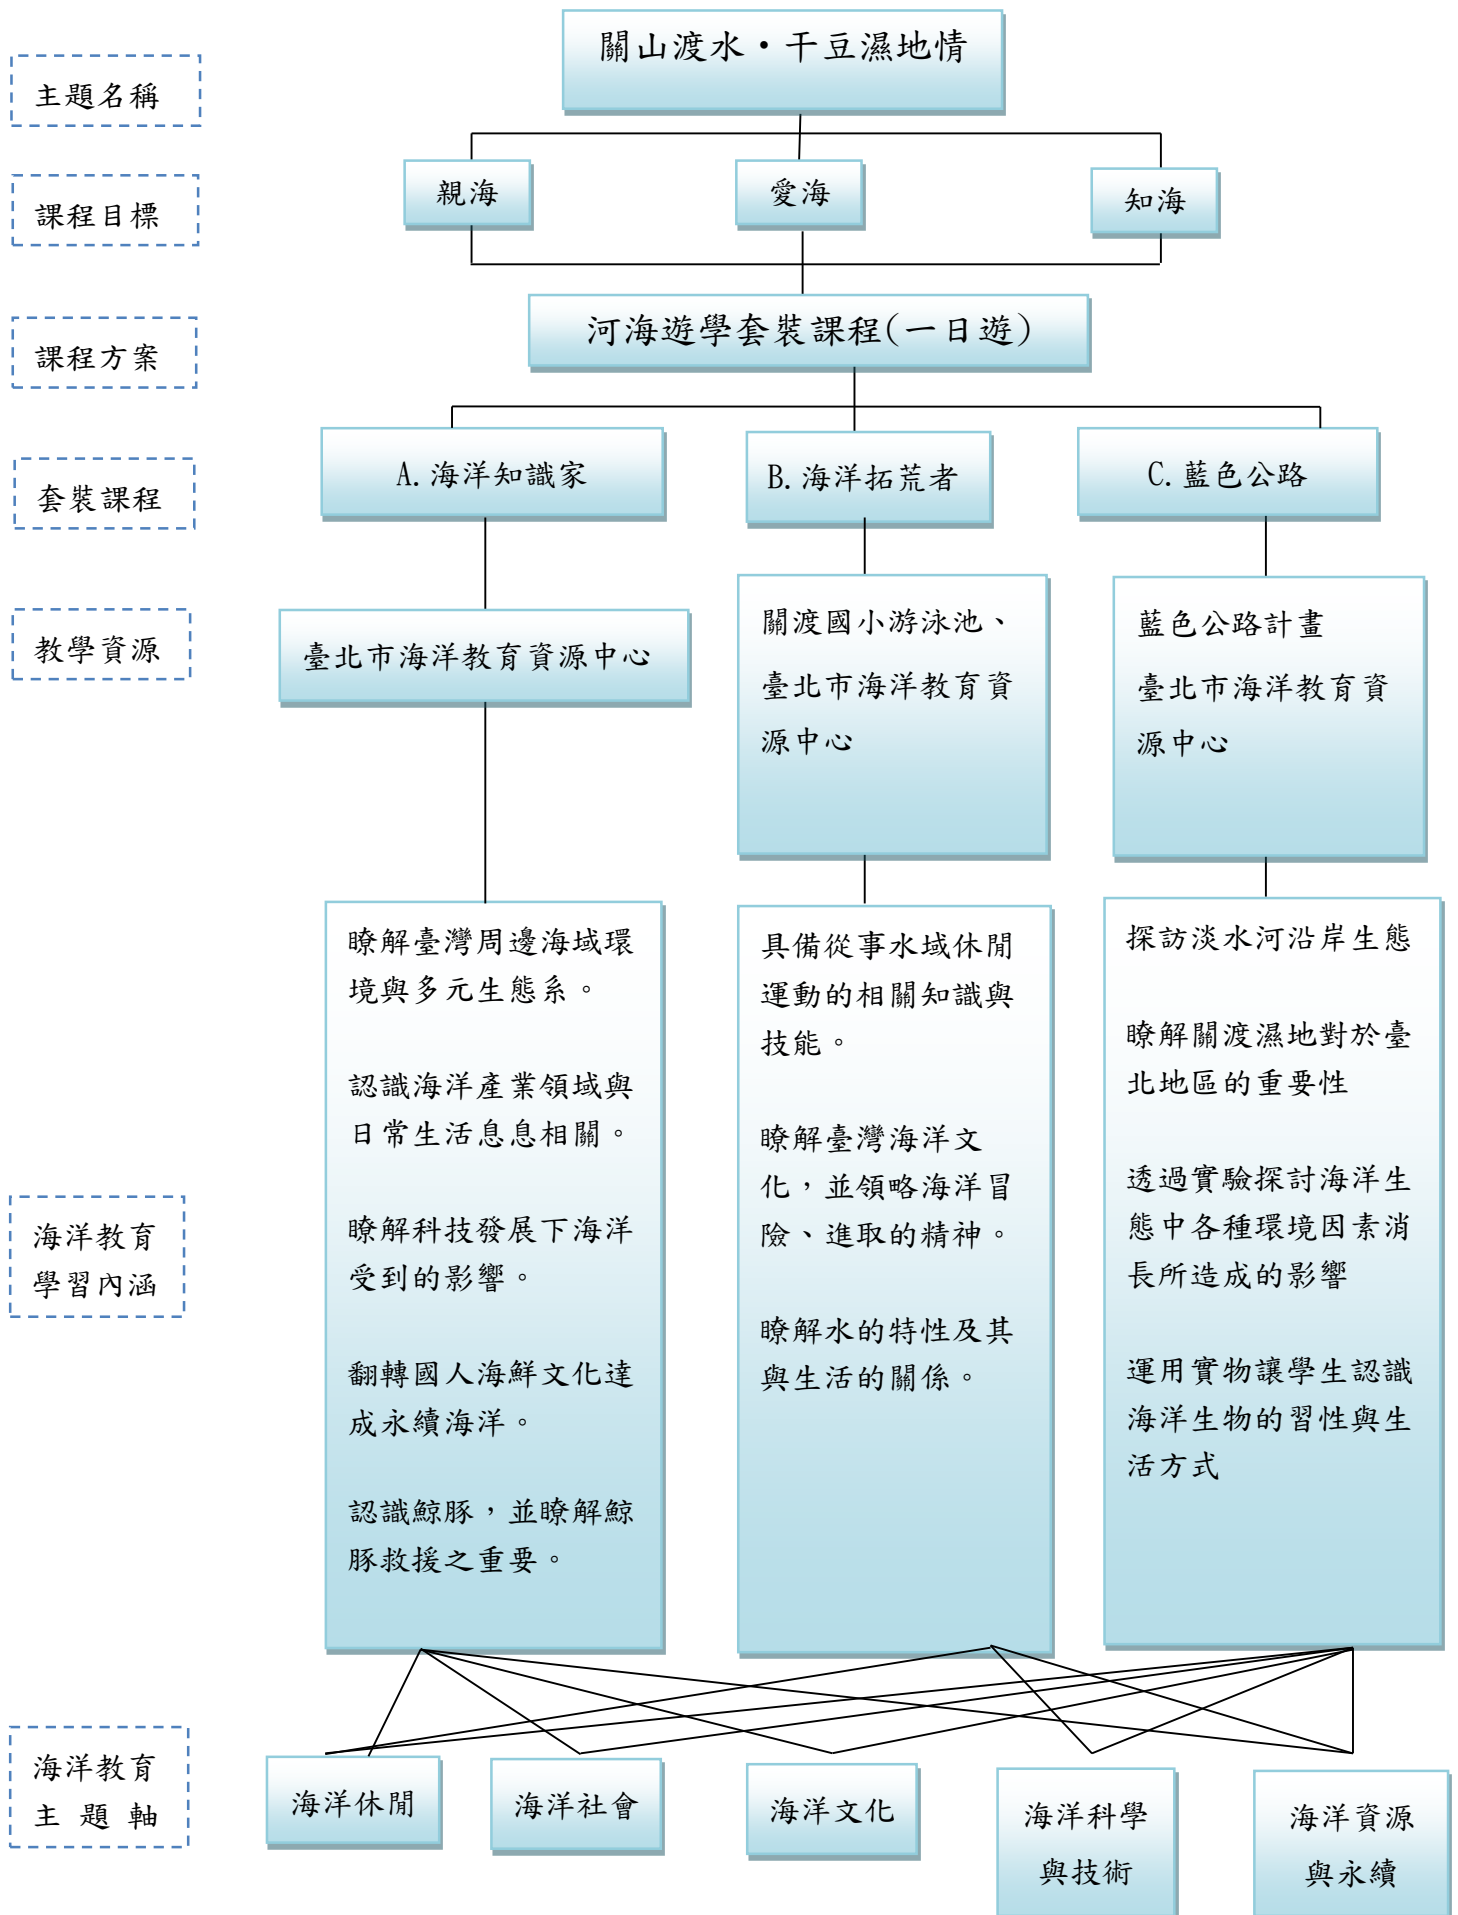 關山渡水‧干豆濕地情
主題名稱
親海
愛海
知海
課程目標
河海遊學套裝課程(一日遊)
課程方案
A.海洋知識家
B.海洋拓荒者
C.藍色公路
套裝課程
教學資源
臺北市海洋教育資源中心
關渡國小游泳池、
臺北市海洋教育資
源中心
藍色公路計畫
臺北市海洋教育資
源中心
海洋教育
學習內涵
瞭解臺灣周邊海域環
境與多元生態系。
認識海洋產業領域與
日常生活息息相關。
瞭解科技發展下海洋
受到的影響。
翻轉國人海鮮文化達
成永續海洋。
認識鯨豚，並瞭解鯨
豚救援之重要。
具備從事水域休閒
運動的相關知識與
技能。
瞭解臺灣海洋文
化，並領略海洋冒
險、進取的精神。
瞭解水的特性及其
與生活的關係。
探訪淡水河沿岸生態
瞭解關渡濕地對於臺
北地區的重要性
透過實驗探討海洋生
態中各種環境因素消
長所造成的影響
運用實物讓學生認識
海洋生物的習性與生
活方式
海洋教育
主 題 軸
海洋休閒
海洋社會
海洋文化
海洋科學
與技術
海洋資源
與永續